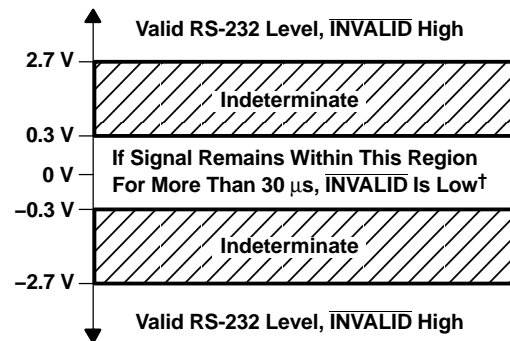 Valid RS-232 Level, INVALID High
2.7 V
Indeterminate
0.3 V
If Signal Remains Within This Region
0 V
For More Than 30 μs, INVALID Is Low†
−0.3 V
Indeterminate
−2.7 V
Valid RS-232 Level, INVALID High